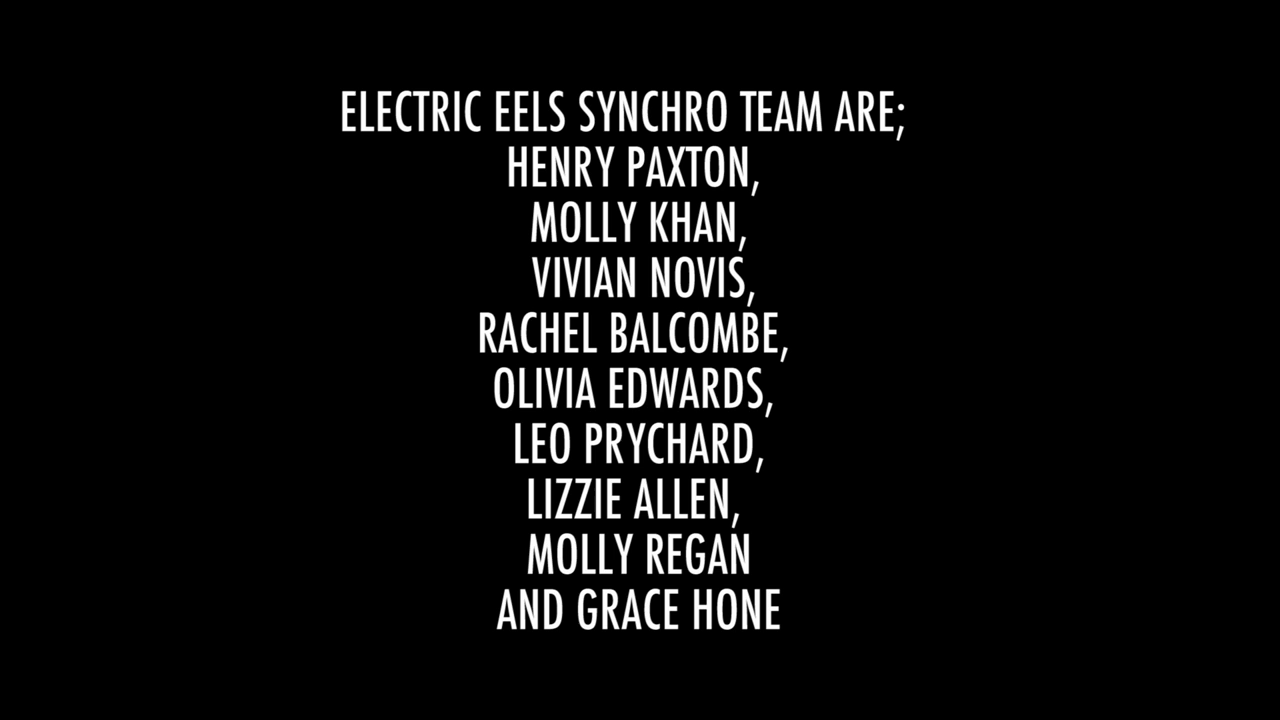 ELECTRIC EELS SYNCHRO TEAM ARE;
HENRY PAXTON,
MOLLY KHAN,
VIVIAN NOVIS,
RACHEL BALCOMBE,
OLIVIA EDWARDS,
LEO PRYCHARD,
LIZZIE ALLEN,
MOLLY REGAN
AND GRACE HONE